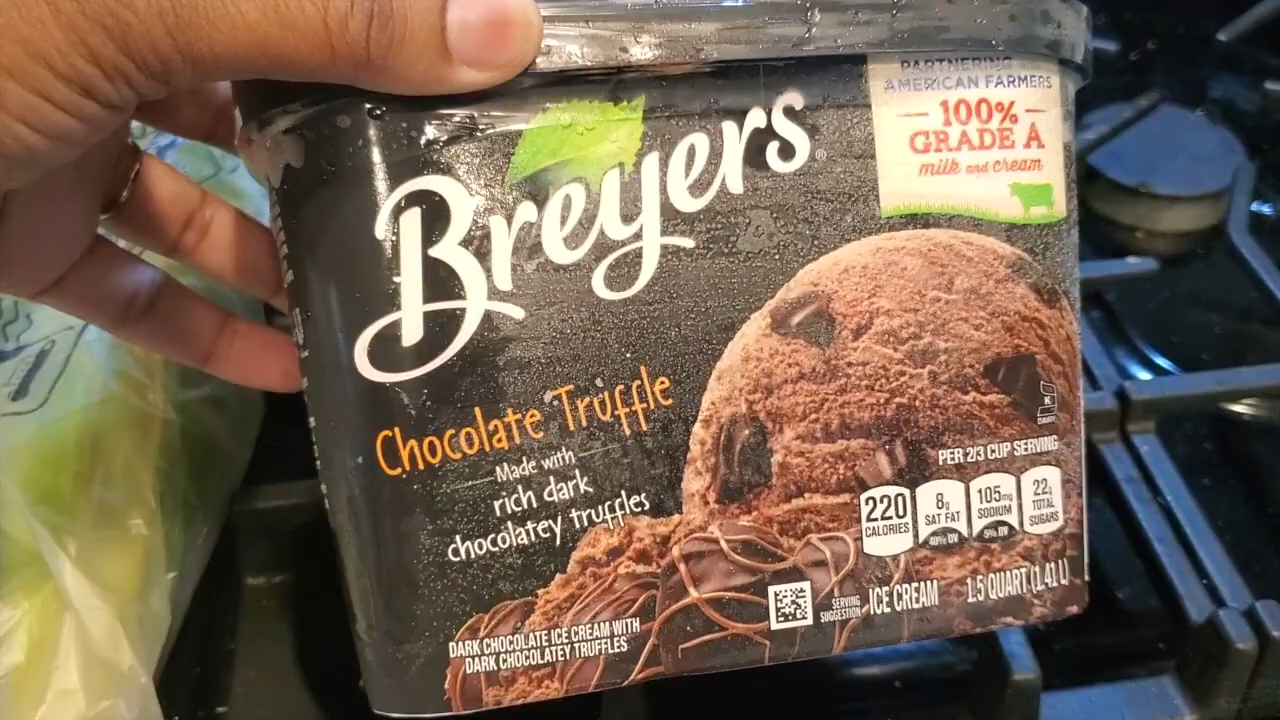 PARTNERING
AMERICAN FARMERS
100%
GRADE A
milk and cream
Breyers®
Chocolate Truffle
Made with
rich dark
chocolatey truffles
K
DAIRY
PER 2/3 CUP SERVING
220
CALORIES
8g
SAT FAT
40% DV
105mg
SODIUM
5% DV
22g
TOTAL
SUGARS
SERVING
SUGGESTION
ICE CREAM
1.5 QUART (1.41 L)
DARK CHOCOLATE ICE CREAM WITH
DARK CHOCOLATEY TRUFFLES